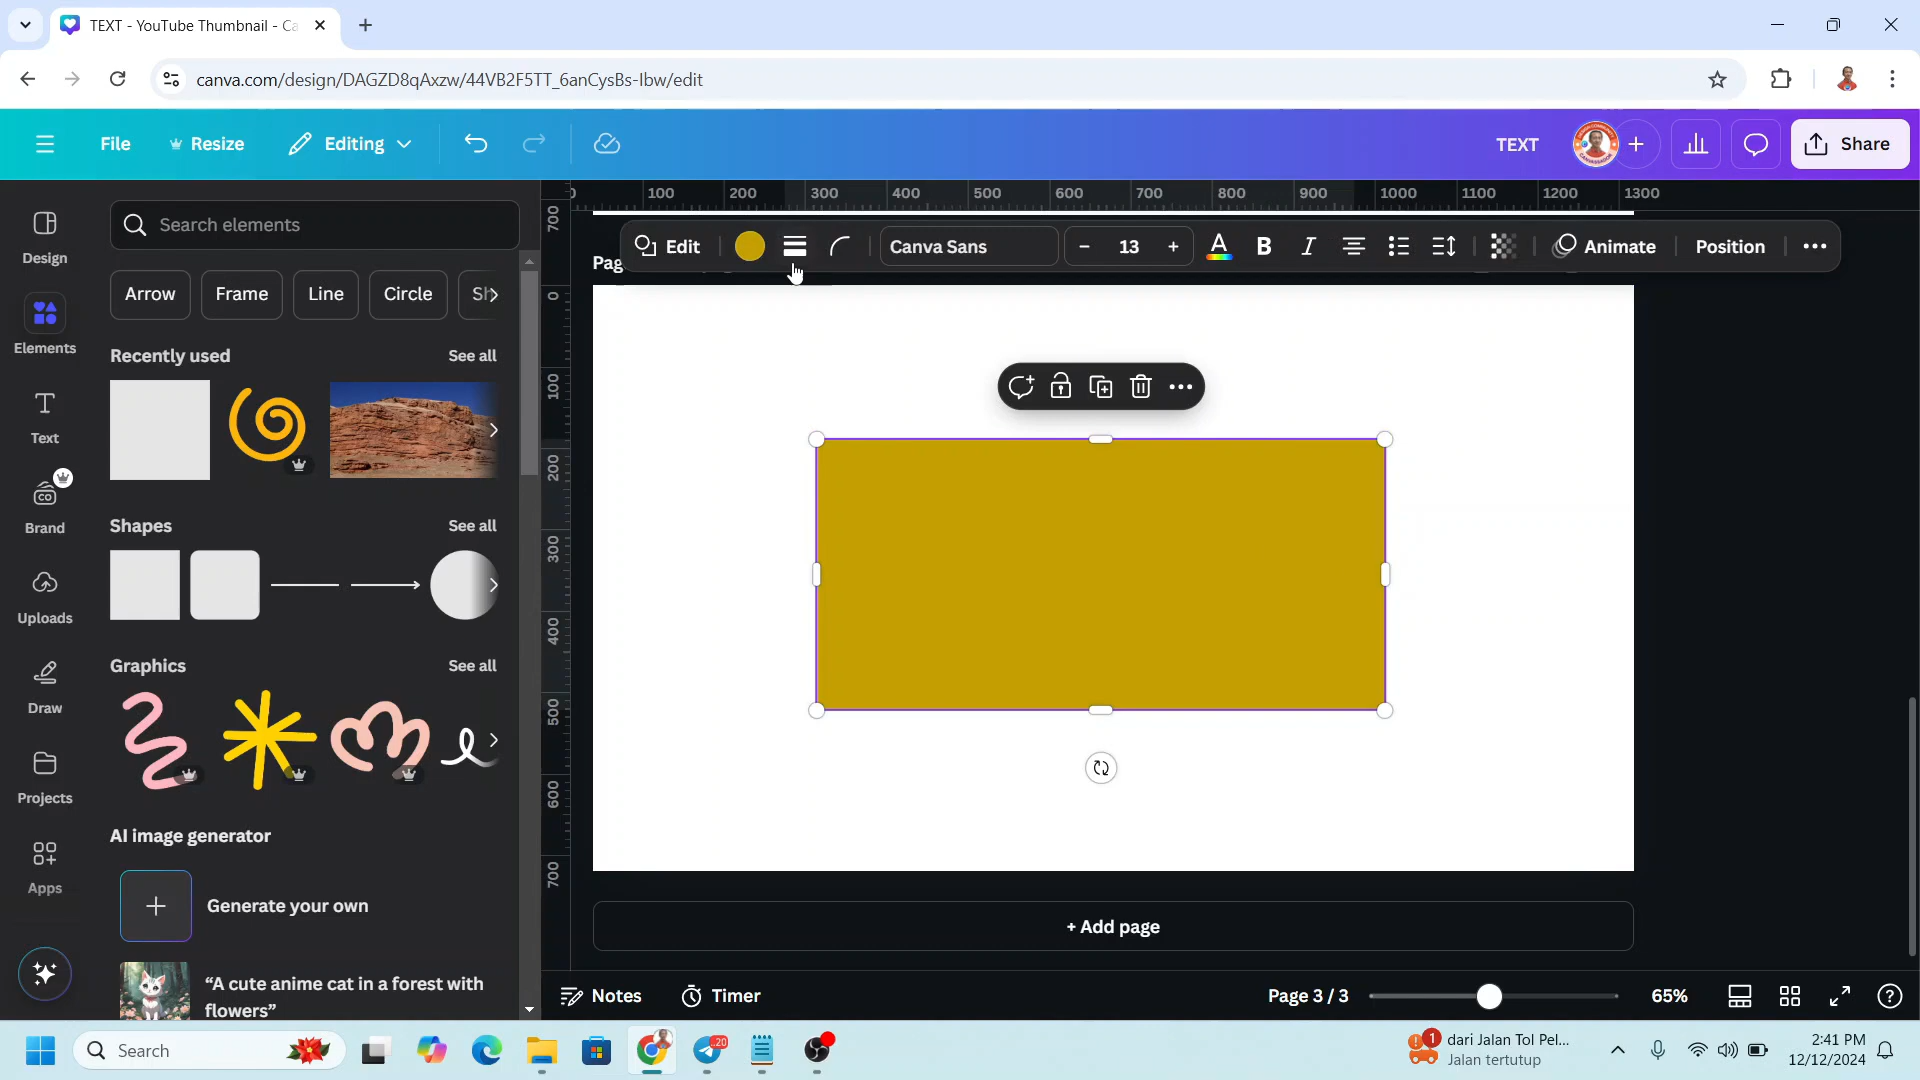 TEXT - YouTube Thumbnail - Ca
canva.com/design/DAGZD8qAxzw/44VB2F5TT_6anCysBs-Ibw/edit
File
Resize
Editing
TEXT
Share
Design
Elements
Text
Brand
Uploads
Draw
Projects
Apps
Search elements
Arrow
Frame
Line
Circle
Sh
Recently used
See all
Shapes
See all
Graphics
See all
AI image generator
Generate your own
“A cute anime cat in a forest with
flowers”
0 100 200 300 400 500 600 700 800 900 1000 1100 1200 1300
700
0
100
200
300
400
500
600
700
Edit
Canva Sans
– 13 +
A
B
I
Animate
Position
Pag
+ Add page
Notes
Timer
Page 3 / 3
65%
Search
20
1
dari Jalan Tol Pel...
Jalan tertutup
2:41 PM
12/12/2024